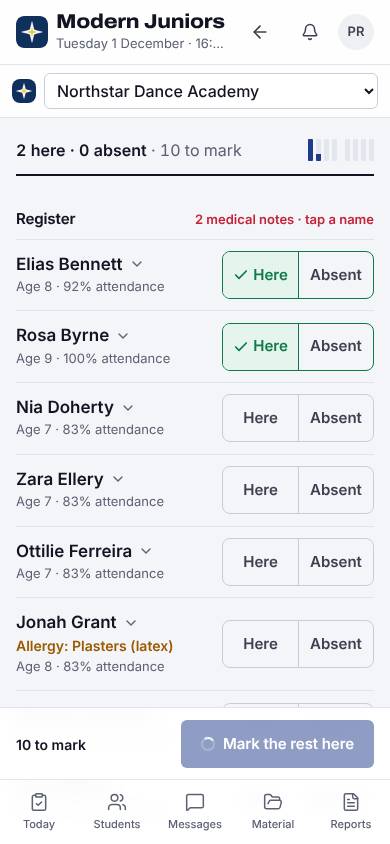 Modern Juniors
Tuesday 1 December · 16:...
PR
Northstar Dance Academy
2 here · 0 absent · 10 to mark
Register
2 medical notes · tap a name
Elias Bennett
Age 8 · 92% attendance
Here
Absent
Rosa Byrne
Age 9 · 100% attendance
Here
Absent
Nia Doherty
Age 7 · 83% attendance
Here
Absent
Zara Ellery
Age 7 · 83% attendance
Here
Absent
Ottilie Ferreira
Age 7 · 83% attendance
Here
Absent
Jonah Grant
Allergy: Plasters (latex)
Age 8 · 83% attendance
Here
Absent
10 to mark
Mark the rest here
Today
Students
Messages
Material
Reports